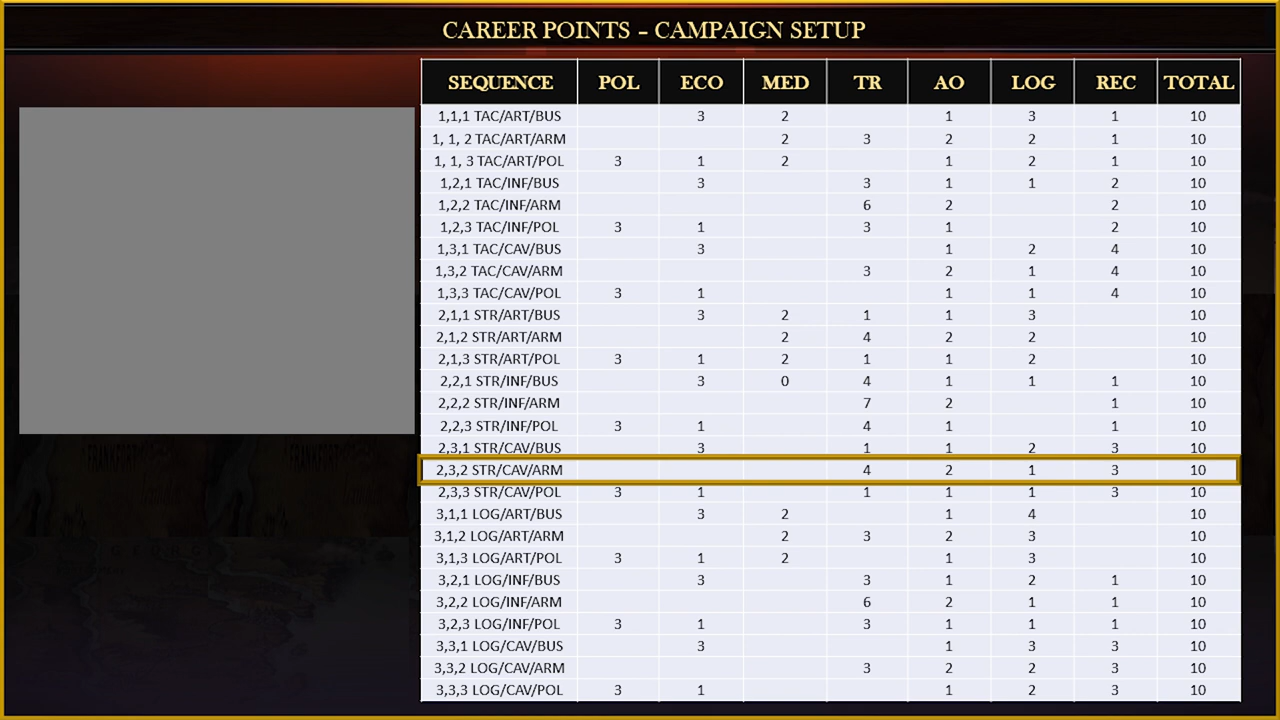 CAREER POINTS – CAMPAIGN SETUP
SEQUENCE POL ECO MED TR AO LOG REC TOTAL
1,1,1 TAC/ART/BUS 3 2 1 3 1 10
1, 1, 2 TAC/ART/ARM 2 3 2 2 1 10
1, 1, 3 TAC/ART/POL 3 1 2 1 2 1 10
1,2,1 TAC/INF/BUS 3 3 1 1 2 10
1,2,2 TAC/INF/ARM 6 2 2 10
1,2,3 TAC/INF/POL 3 1 3 1 2 10
1,3,1 TAC/CAV/BUS 3 1 2 4 10
1,3,2 TAC/CAV/ARM 3 2 1 4 10
1,3,3 TAC/CAV/POL 3 1 1 1 4 10
2,1,1 STR/ART/BUS 3 2 1 1 3 10
2,1,2 STR/ART/ARM 2 4 2 2 10
2,1,3 STR/ART/POL 3 1 2 1 1 2 10
2,2,1 STR/INF/BUS 3 0 4 1 1 1 10
2,2,2 STR/INF/ARM 7 2 1 10
2,2,3 STR/INF/POL 3 1 4 1 1 10
2,3,1 STR/CAV/BUS 3 1 1 2 3 10
2,3,2 STR/CAV/ARM 4 2 1 3 10
2,3,3 STR/CAV/POL 3 1 1 1 1 3 10
3,1,1 LOG/ART/BUS 3 2 1 4 10
3,1,2 LOG/ART/ARM 2 3 2 3 10
3,1,3 LOG/ART/POL 3 1 2 1 3 10
3,2,1 LOG/INF/BUS 3 3 1 2 1 10
3,2,2 LOG/INF/ARM 6 2 1 1 10
3,2,3 LOG/INF/POL 3 1 3 1 1 1 10
3,3,1 LOG/CAV/BUS 3 1 3 3 10
3,3,2 LOG/CAV/ARM 3 2 2 3 10
3,3,3 LOG/CAV/POL 3 1 1 2 3 10
FRANKFORT FRANKFORT